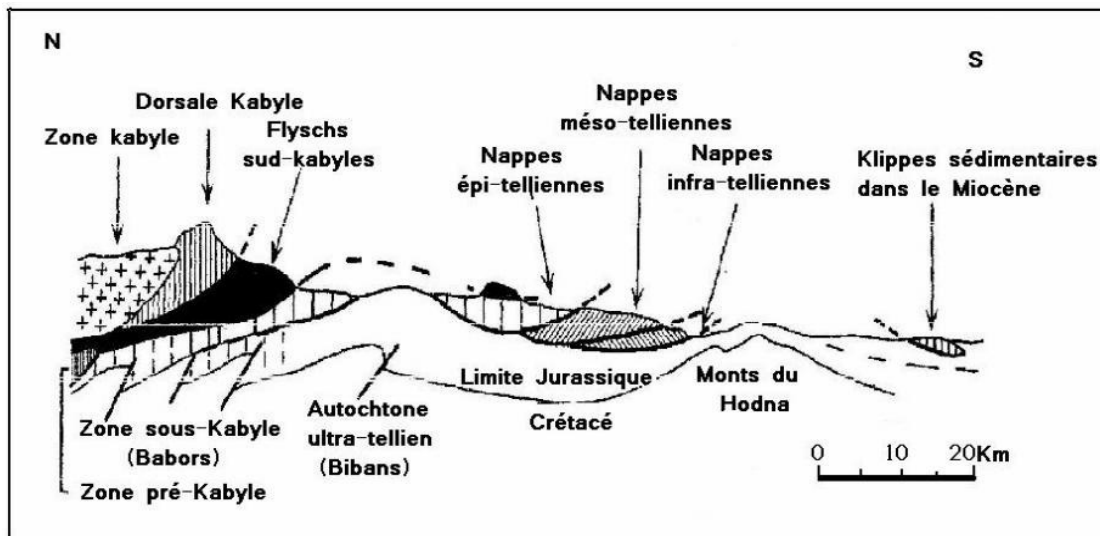 N
S
Dorsale Kabyle
Zone kabyle
Flyschs
sud-kabyles
Nappes
épi-telliennes
Nappes
méso-telliennes
Nappes
infra-telliennes
Klippes sédimentaires
dans le Miocène
Limite Jurassique
Crétacé
Monts du
Hodna
Autochtone
ultra-tellien
(Bibans)
Zone sous-Kabyle
(Babors)
Zone pré-Kabyle
0 10 20Km